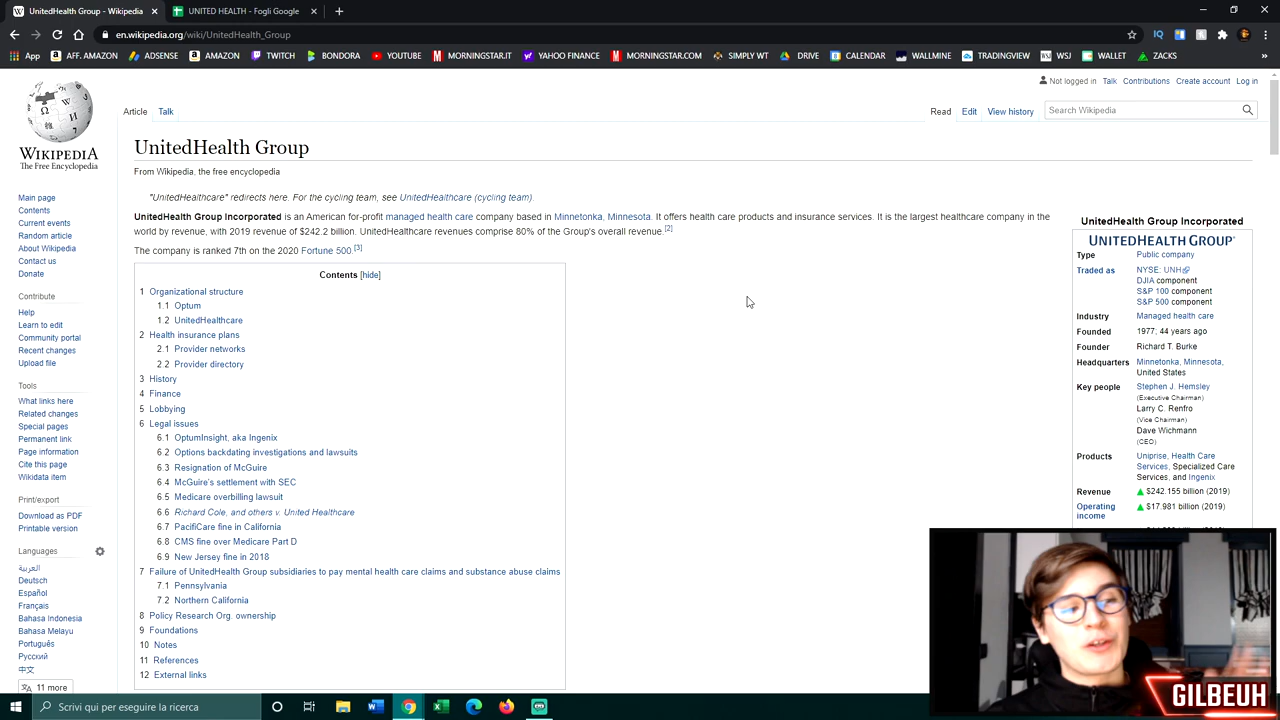 UnitedHealth Group - Wikipedia
UNITED HEALTH - Fogli Google
en.wikipedia.org/wiki/UnitedHealth_Group
App
AFF. AMAZON
ADSENSE
AMAZON
TWITCH
BONDORA
YOUTUBE
MORNINGSTAR.IT
YAHOO FINANCE
MORNINGSTAR.COM
SIMPLY WT
DRIVE
CALENDAR
WALLMINE
TRADINGVIEW
WSJ
WALLET
ZACKS
Not logged in Talk Contributions Create account Log in
Article Talk
Read Edit View history
Search Wikipedia
WIKIPEDIA
The Free Encyclopedia
Main page
Contents
Current events
Random article
About Wikipedia
Contact us
Donate
Contribute
Help
Learn to edit
Community portal
Recent changes
Upload file
Tools
What links here
Related changes
Special pages
Permanent link
Page information
Cite this page
Wikidata item
Print/export
Download as PDF
Printable version
Languages
العربية
Deutsch
Español
Français
Bahasa Indonesia
Bahasa Melayu
Português
Русский
中文
11 more
UnitedHealth Group
From Wikipedia, the free encyclopedia
"UnitedHealthcare" redirects here. For the cycling team, see UnitedHealthcare (cycling team).
UnitedHealth Group Incorporated is an American for-profit managed health care company based in Minnetonka, Minnesota. It offers health care products and insurance services. It is the largest healthcare company in the
world by revenue, with 2019 revenue of $242.2 billion. UnitedHealthcare revenues comprise 80% of the Group's overall revenue.[2]
The company is ranked 7th on the 2020 Fortune 500.[3]
Contents [hide]
1 Organizational structure
1.1 Optum
1.2 UnitedHealthcare
2 Health insurance plans
2.1 Provider networks
2.2 Provider directory
3 History
4 Finance
5 Lobbying
6 Legal issues
6.1 OptumInsight, aka Ingenix
6.2 Options backdating investigations and lawsuits
6.3 Resignation of McGuire
6.4 McGuire's settlement with SEC
6.5 Medicare overbilling lawsuit
6.6 Richard Cole, and others v. United Healthcare
6.7 PacifiCare fine in California
6.8 CMS fine over Medicare Part D
6.9 New Jersey fine in 2018
7 Failure of UnitedHealth Group subsidiaries to pay mental health care claims and substance abuse claims
7.1 Pennsylvania
7.2 Northern California
8 Policy Research Org. ownership
9 Foundations
10 Notes
11 References
12 External links
UnitedHealth Group Incorporated
UNITEDHEALTH GROUP®
Type Public company
Traded as NYSE: UNH
DJIA component
S&P 100 component
S&P 500 component
Industry Managed health care
Founded 1977; 44 years ago
Founder Richard T. Burke
Headquarters Minnetonka, Minnesota,
United States
Key people Stephen J. Hemsley
(Executive Chairman)
Larry C. Renfro
(Vice Chairman)
Dave Wichmann
(CEO)
Products Uniprise, Health Care
Services, Specialized Care
Services, and Ingenix
Revenue $242.155 billion (2019)
Operating $17.981 billion (2019)
income
GILBEUH
Scrivi qui per eseguire la ricerca